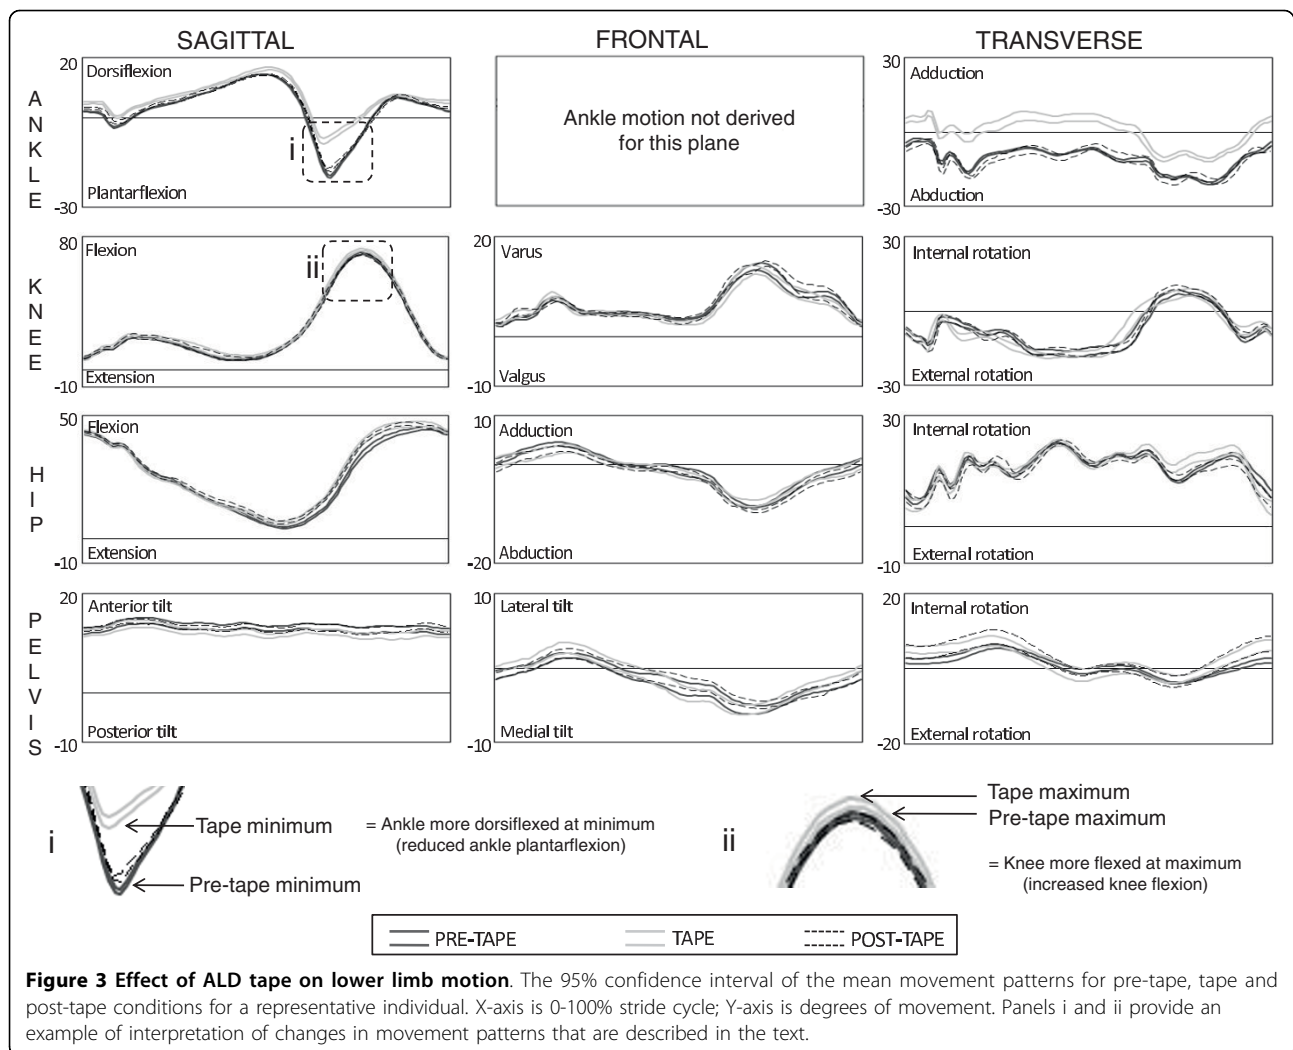 SAGITTAL
FRONTAL
TRANSVERSE
ANKLE
20
Dorsiflexion
Plantarflexion
-30
i
Ankle motion not derived
for this plane
30
Adduction
Abduction
-30
KNEE
80
Flexion
Extension
-10
ii
20
Varus
Valgus
-10
30
Internal rotation
External rotation
-30
HIP
50
Flexion
Extension
-10
10
Adduction
Abduction
-20
30
Internal rotation
External rotation
-10
PELVIS
20
Anterior tilt
Posterior tilt
-10
10
Lateral tilt
Medial tilt
-10
20
Internal rotation
External rotation
-20
i
Tape minimum
Pre-tape minimum
= Ankle more dorsiflexed at minimum
(reduced ankle plantarflexion)
ii
Tape maximum
Pre-tape maximum
= Knee more flexed at maximum
(increased knee flexion)
PRE-TAPE TAPE POST-TAPE
Figure 3 Effect of ALD tape on lower limb motion. The 95% confidence interval of the mean movement patterns for pre-tape, tape and
post-tape conditions for a representative individual. X-axis is 0-100% stride cycle; Y-axis is degrees of movement. Panels i and ii provide an
example of interpretation of changes in movement patterns that are described in the text.